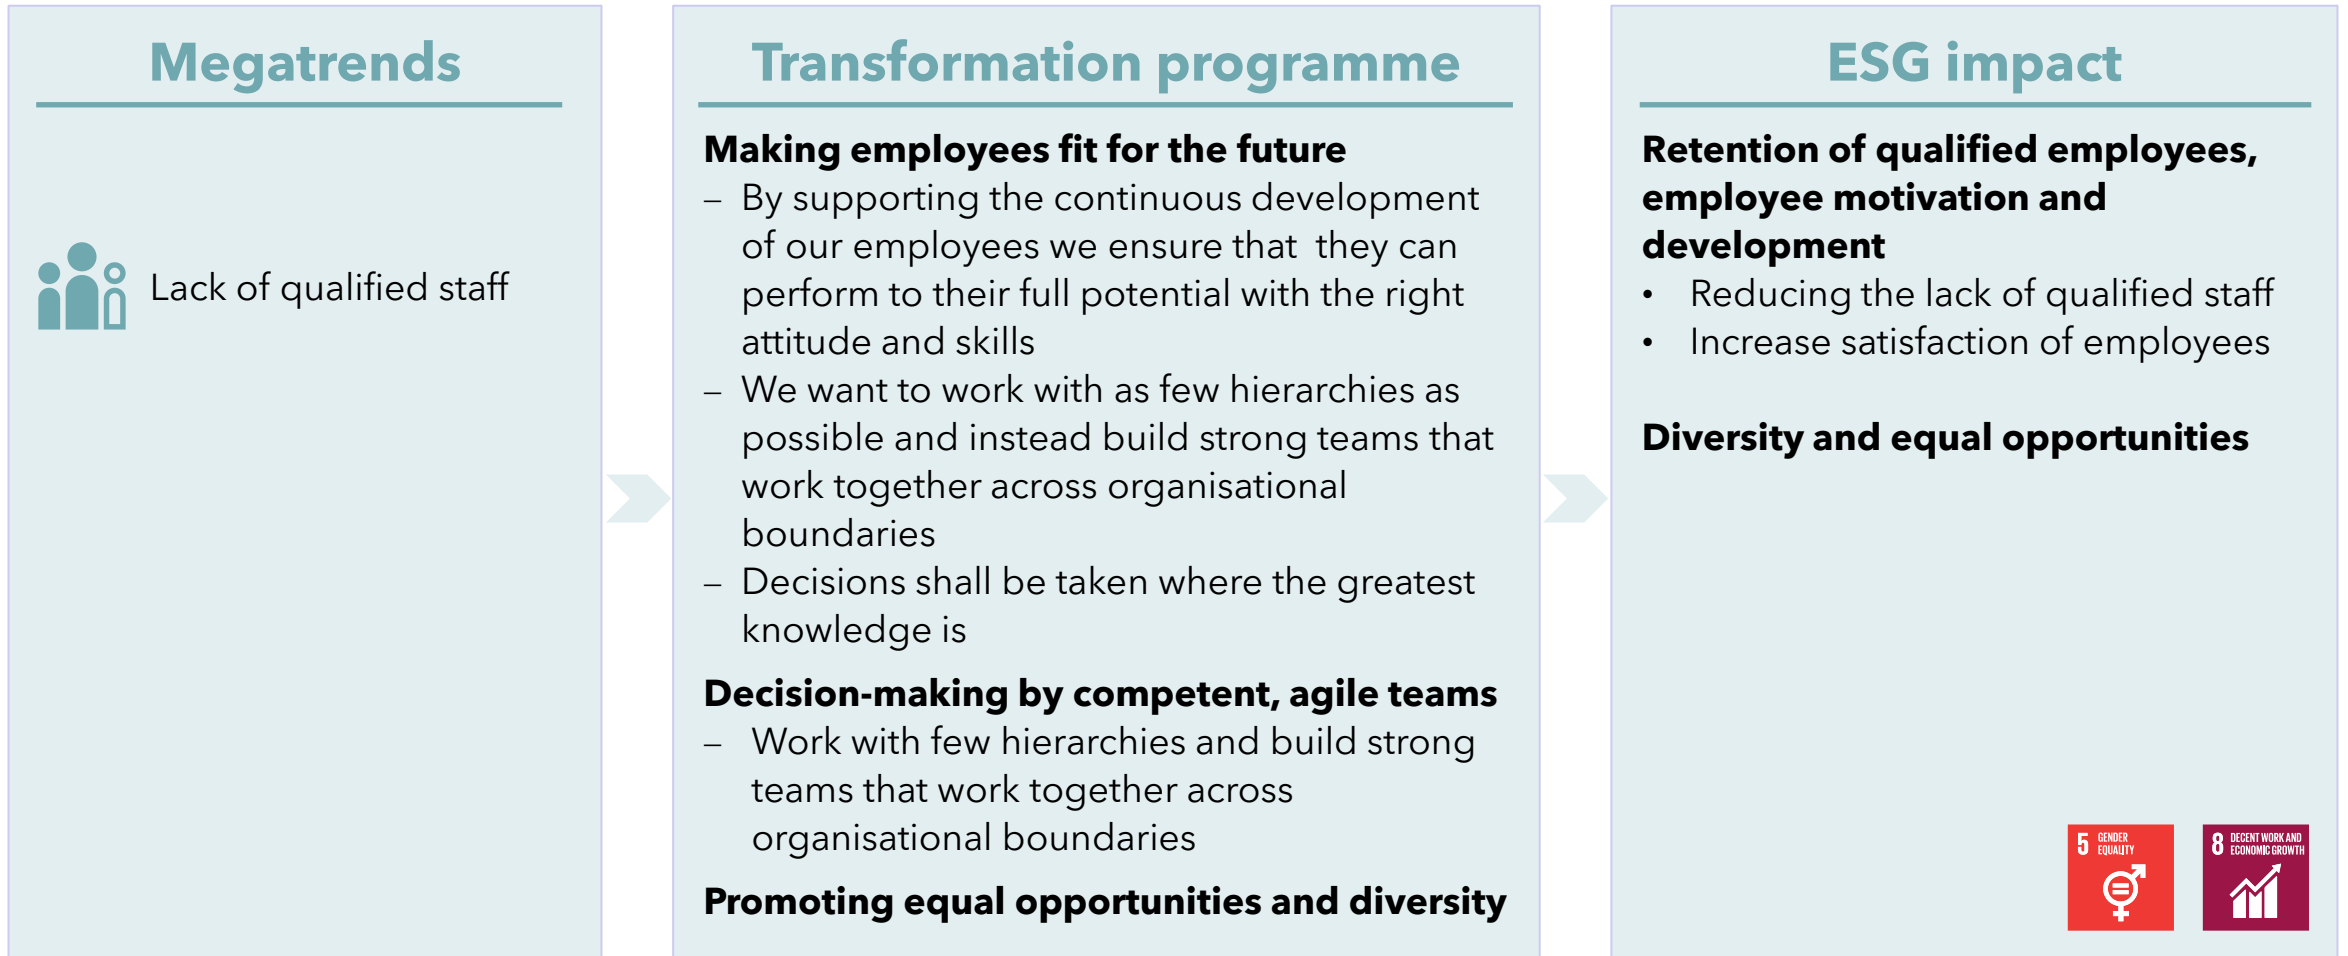 Megatrends
Lack of qualified staff
Transformation programme
Making employees fit for the future
– By supporting the continuous development
of our employees we ensure that they can
perform to their full potential with the right
attitude and skills
– We want to work with as few hierarchies as
possible and instead build strong teams that
work together across organisational
boundaries
– Decisions shall be taken where the greatest
knowledge is
Decision-making by competent, agile teams
– Work with few hierarchies and build strong
teams that work together across
organisational boundaries
Promoting equal opportunities and diversity
ESG impact
Retention of qualified employees,
employee motivation and
development
• Reducing the lack of qualified staff
• Increase satisfaction of employees
Diversity and equal opportunities
5 GENDER
EQUALITY
8 DECENT WORK AND
ECONOMIC GROWTH